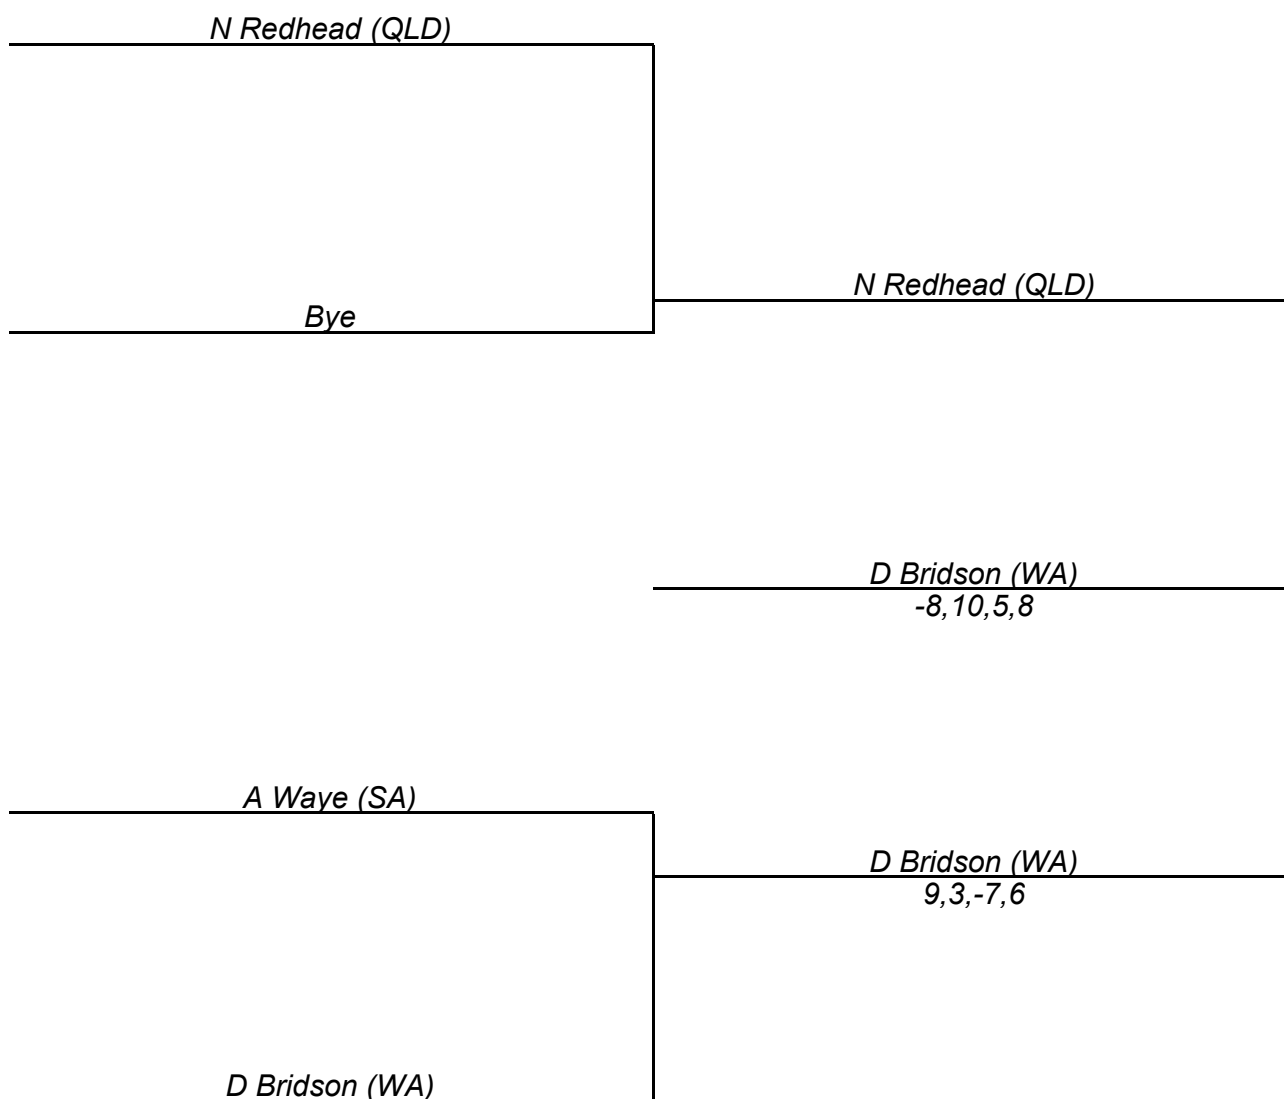 N Redhead (QLD)
N Redhead (QLD)
Bye
D Bridson (WA)
-8,10,5,8
A Waye (SA)
D Bridson (WA)
9,3,-7,6
D Bridson (WA)